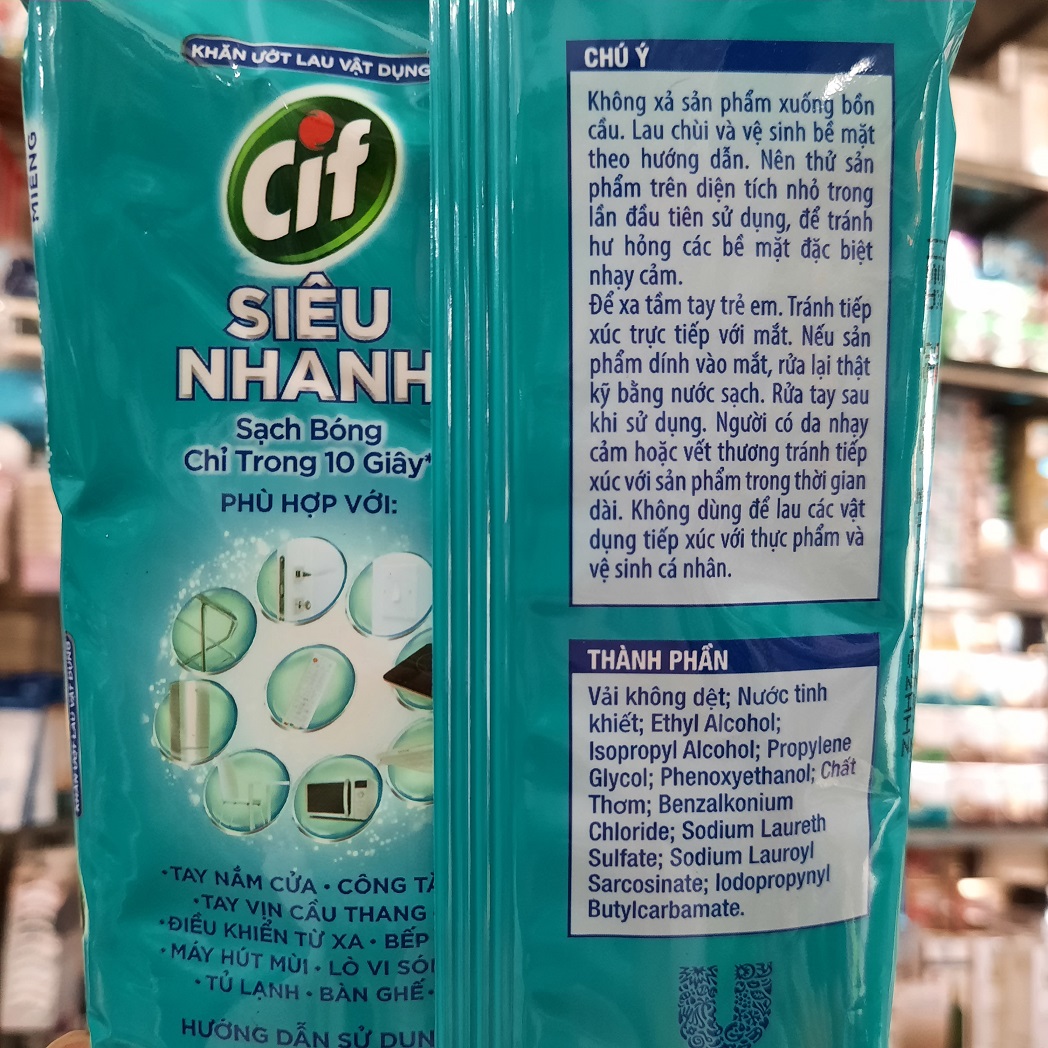 KHĂN ƯỚT LAU VẬT DỤNG
MIẾNG
Cif
SIÊU
NHANH
Sạch Bóng
Chỉ Trong 10 Giây*
PHÙ HỢP VỚI:
KHĂN ƯỚT LAU VẬT DỤNG
•TAY NẮM CỬA • CÔNG
•TAY VỊN CẦU THANG
•ĐIỀU KHIỂN TỪ XA • BẾP
•MÁY HÚT MÙI • LÒ VI
•TỦ LẠNH • BÀN GHẾ •
HƯỚNG DẪN SỬ
CHÚ Ý
Không xả sản phẩm xuống bồn
cầu. Lau chùi và vệ sinh bề mặt
theo hướng dẫn. Nên thử sản
phẩm trên diện tích nhỏ trong
lần đầu tiên sử dụng, để tránh
hư hỏng các bề mặt đặc biệt
nhạy cảm.
Để xa tầm tay trẻ em. Tránh tiếp
xúc trực tiếp với mắt. Nếu sản
phẩm dính vào mắt, rửa lại thật
kỹ bằng nước sạch. Rửa tay sau
khi sử dụng. Người có da nhạy
cảm hoặc vết thương tránh tiếp
xúc với sản phẩm trong thời gian
dài. Không dùng để lau các vật
dụng tiếp xúc với thực phẩm và
vệ sinh cá nhân.
THÀNH PHẦN
Vải không dệt; Nước tinh
khiết; Ethyl Alcohol;
Isopropyl Alcohol; Propylene
Glycol; Phenoxyethanol; Chất
Thơm; Benzalkonium
Chloride; Sodium Laureth
Sulfate; Sodium Lauroyl
Sarcosinate; Iodopropynyl
Butylcarbamate.